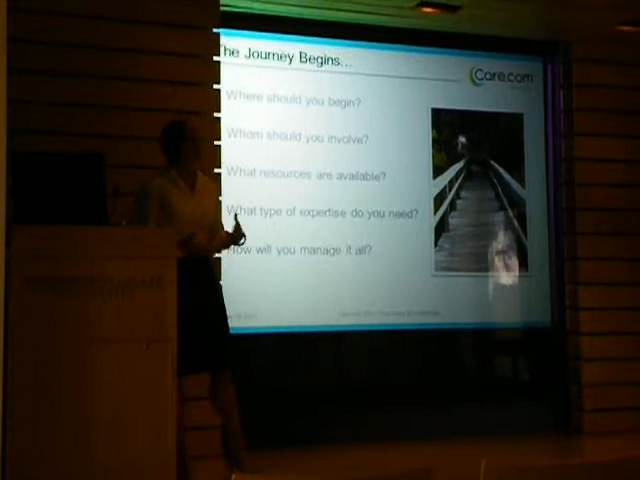 The Journey Begins...
Care.com
Where should you begin?
Whom should you involve?
What resources are available?
What type of expertise do you need?
How will you manage it all?